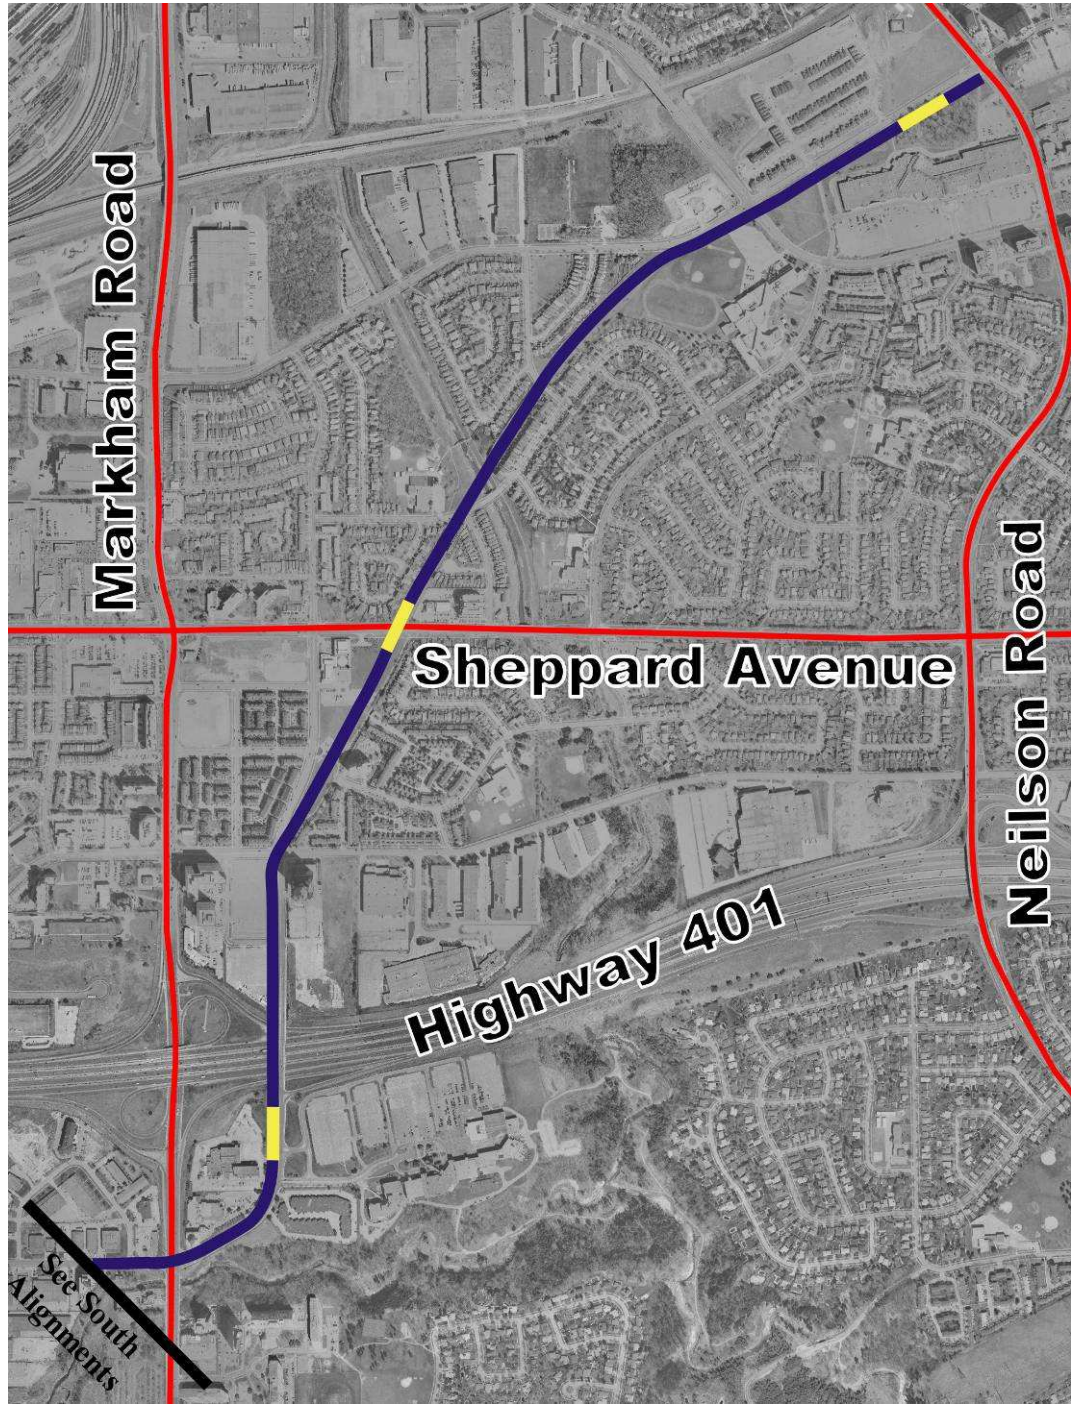 Markham Road
Sheppard Avenue
Neilson Road
Highway 401
See South
Alignments